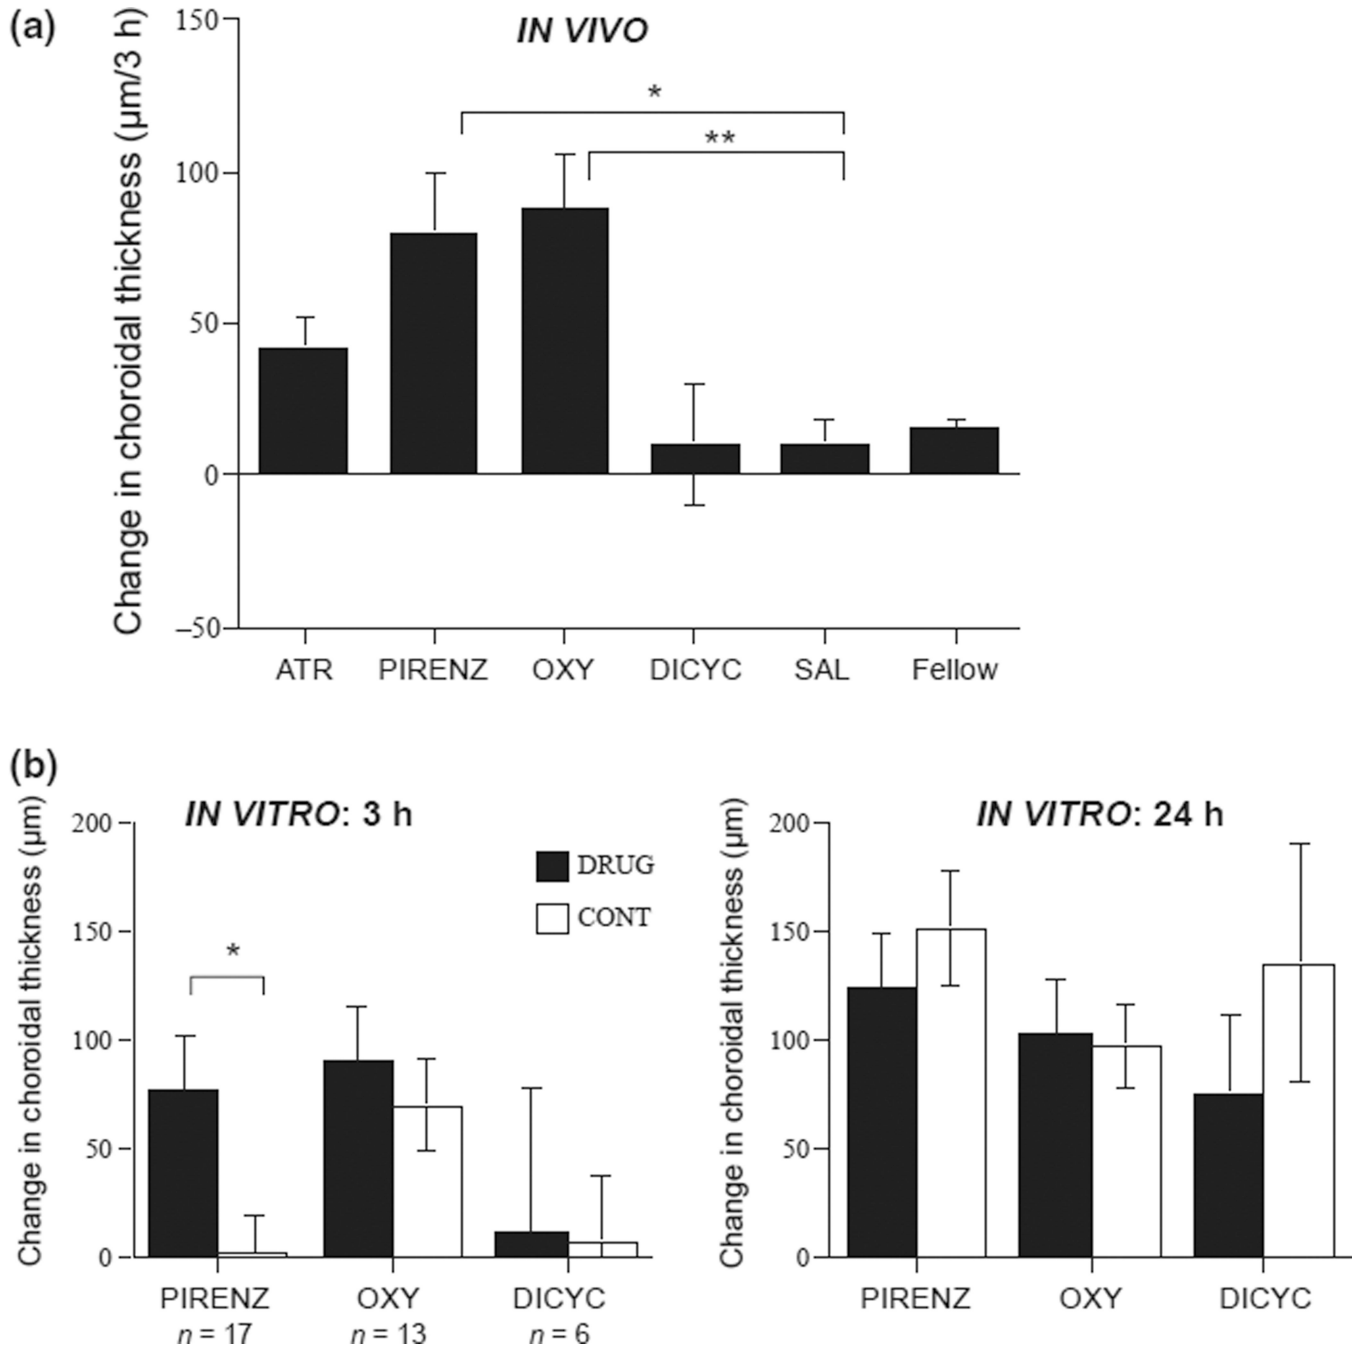 (a)
IN VIVO
Change in choroidal thickness (μm/3 h)
150
100
50
0
–50
*
**
ATR PIRENZ OXY DICYC SAL Fellow
(b)
IN VITRO: 3 h
Change in choroidal thickness (μm)
200
150
100
50
0
*
DRUG
CONT
PIRENZ OXY DICYC
n = 17 n = 13 n = 6
IN VITRO: 24 h
Change in choroidal thickness (μm)
200
150
100
50
0
PIRENZ OXY DICYC